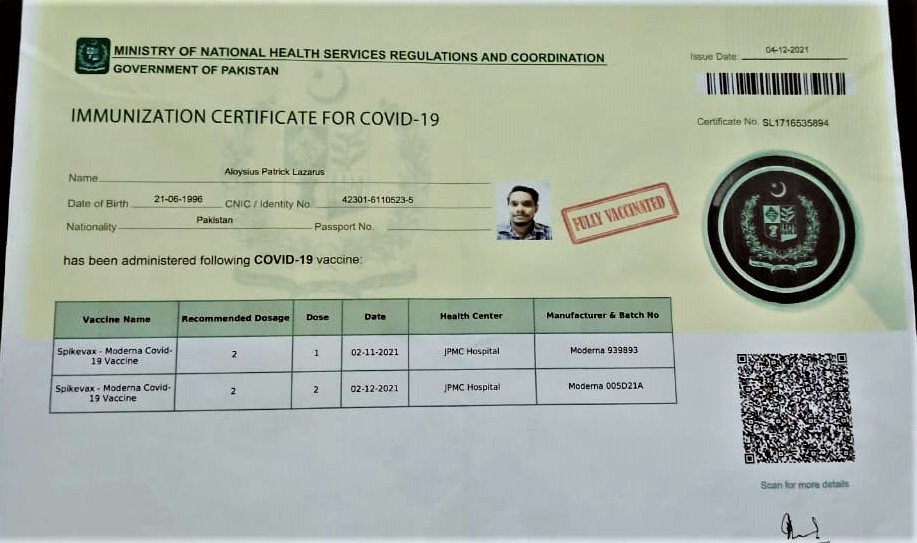 MINISTRY OF NATIONAL HEALTH SERVICES REGULATIONS AND COORDINATION
GOVERNMENT OF PAKISTAN
Issue Date: 04-12-2021
IMMUNIZATION CERTIFICATE FOR COVID-19
Certificate No. SL1716535894
Name Aloysius Patrick Lazarus
Date of Birth 21-06-1996 CNIC / Identity No. 42301-6110523-5
Nationality Pakistan Passport No.
FULLY VACCINATED
has been administered following COVID-19 vaccine:
Vaccine Name Recommended Dosage Dose Date Health Center Manufacturer & Batch No
Spikevax - Moderna Covid-
19 Vaccine 2 1 02-11-2021 JPMC Hospital Moderna 939893
Spikevax - Moderna Covid-
19 Vaccine 2 2 02-12-2021 JPMC Hospital Moderna 005D21A
Scan for more details